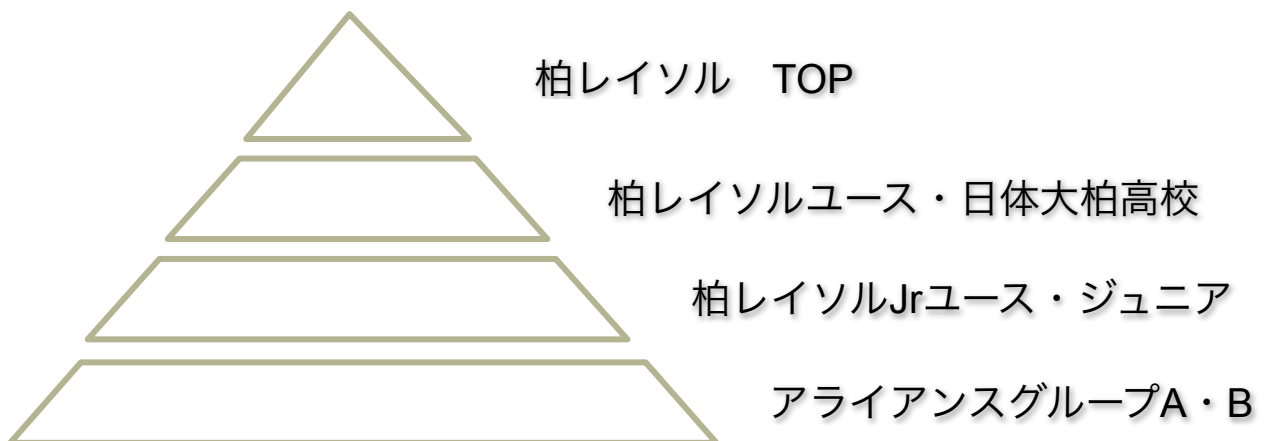 柏レイソル　TOP
柏レイソルユース・日体大柏高校
柏レイソルJrユース・ジュニア
アライアンスグループA・B